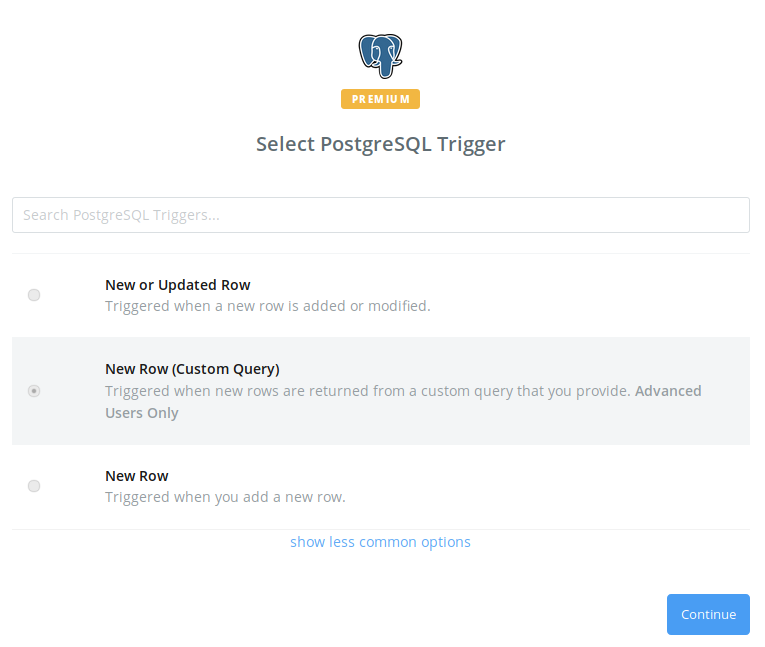 PREMIUM
Select PostgreSQL Trigger
Search PostgreSQL Triggers...
New or Updated Row
Triggered when a new row is added or modified.
New Row (Custom Query)
Triggered when new rows are returned from a custom query that you provide. Advanced
Users Only
New Row
Triggered when you add a new row.
show less common options
Continue